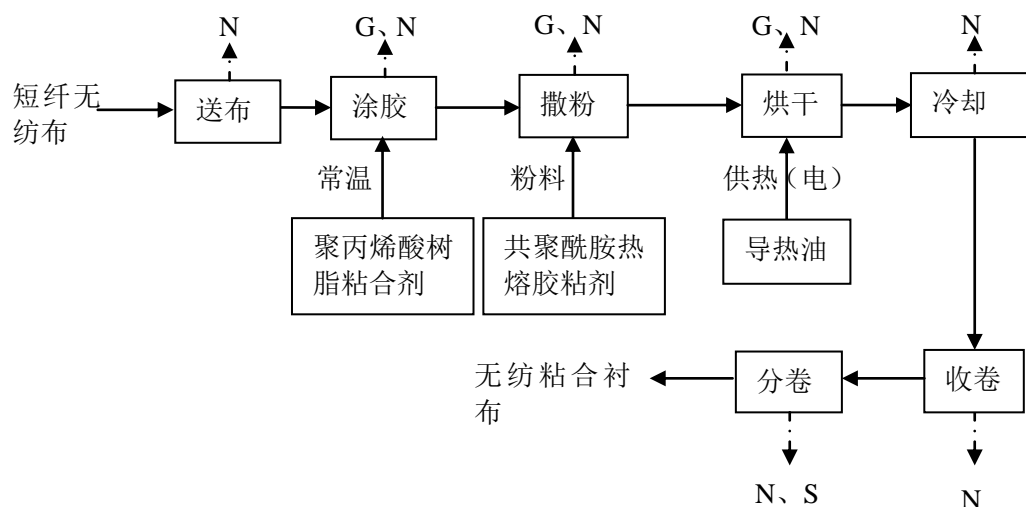 N
G、N
G、N
G、N
N
短纤无
纺布
送布
涂胶
撒粉
烘干
冷却
常温
粉料
供热（电）
聚丙烯酸树
脂粘合剂
共聚酰胺热
熔胶粘剂
导热油
无纺粘合衬
布
分卷
收卷
N、S
N